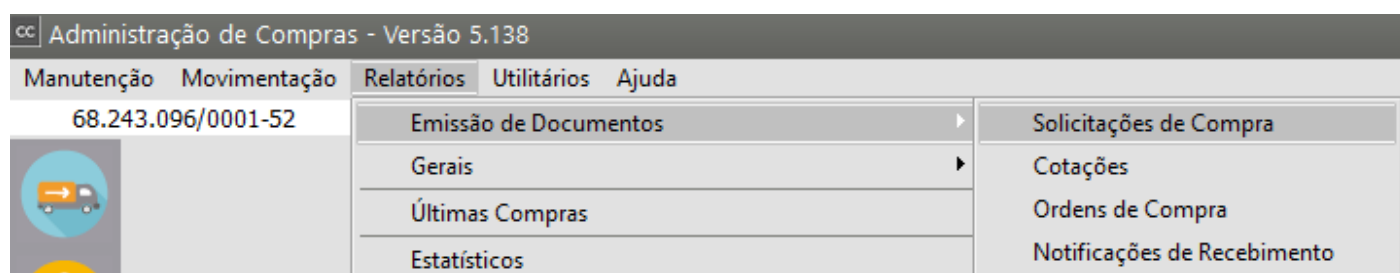 cc Administração de Compras - Versão 5.138
Manutenção Movimentação Relatórios Utilitários Ajuda
68.243.096/0001-52
Emissão de Documentos
Gerais
Últimas Compras
Estatísticos
Solicitações de Compra
Cotações
Ordens de Compra
Notificações de Recebimento